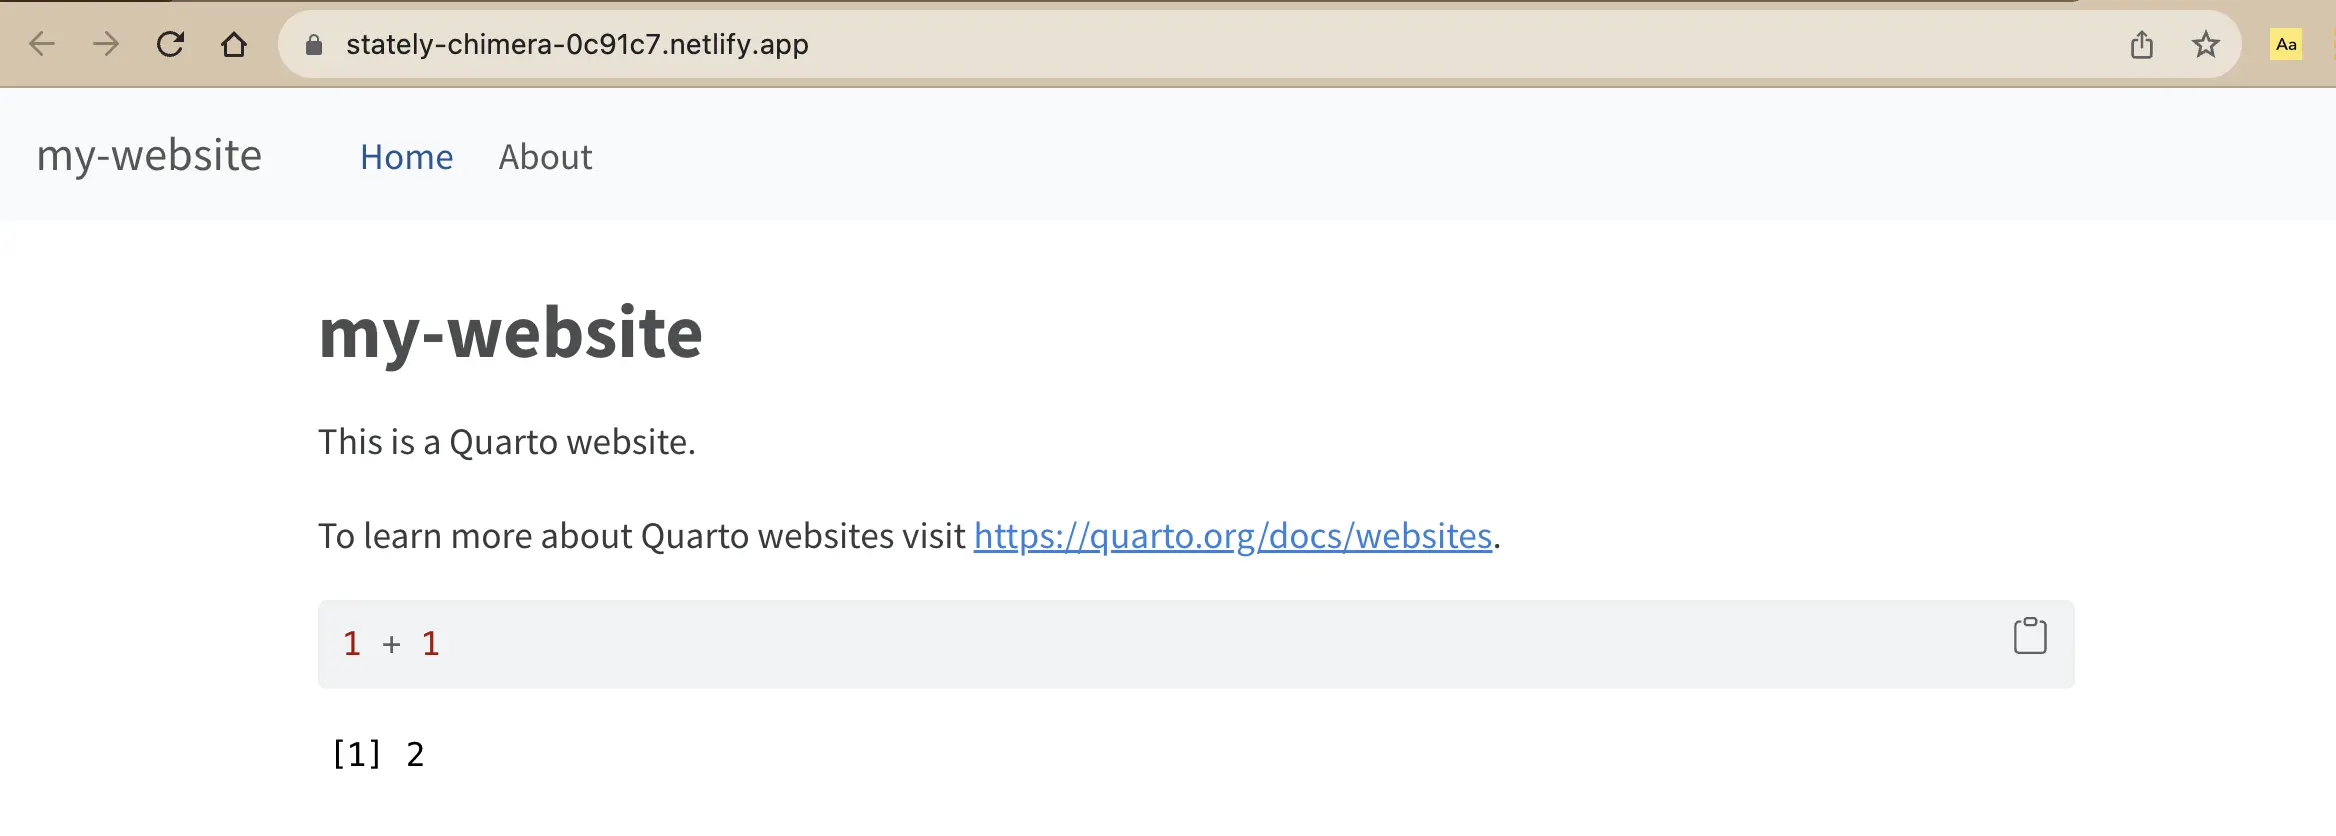 stately-chimera-0c91c7.netlify.app
Aa
my-website Home About
my-website
This is a Quarto website.
To learn more about Quarto websites visit https://quarto.org/docs/websites.
1 + 1
[1] 2